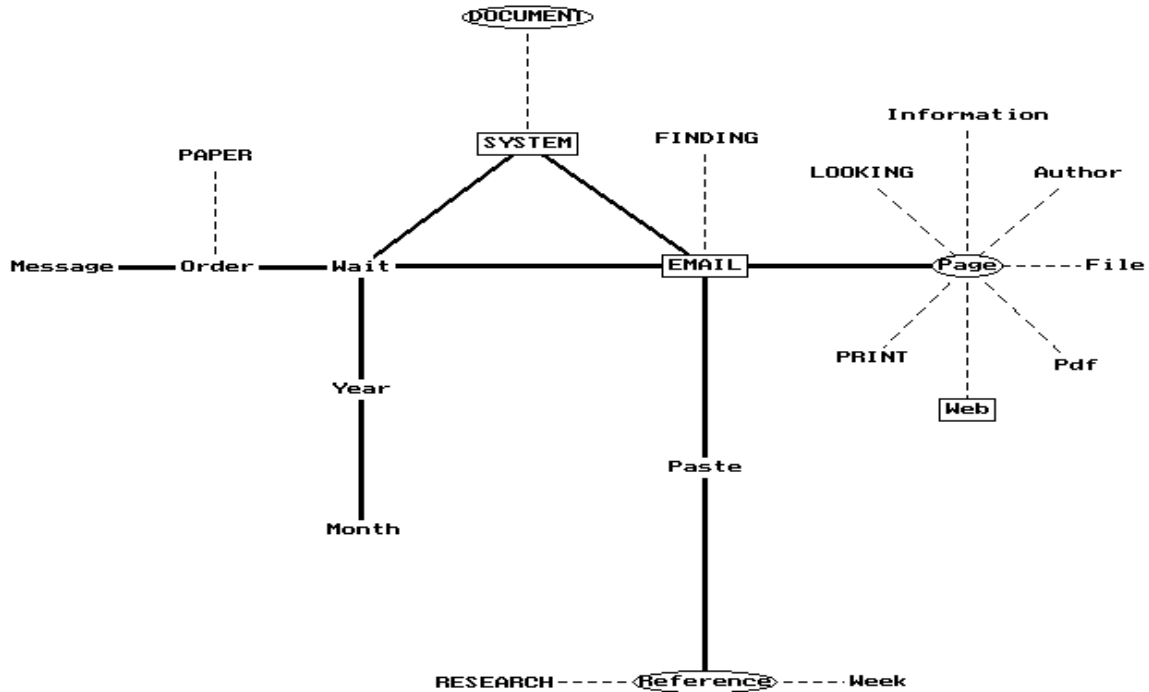 DOCUMENT
Information
FINDING
SYSTEM
PAPER
LOOKING
Author
Message
Order
Wait
EMAIL
Page
File
PRINT
Pdf
Year
Web
Paste
Month
RESEARCH
Reference
Week